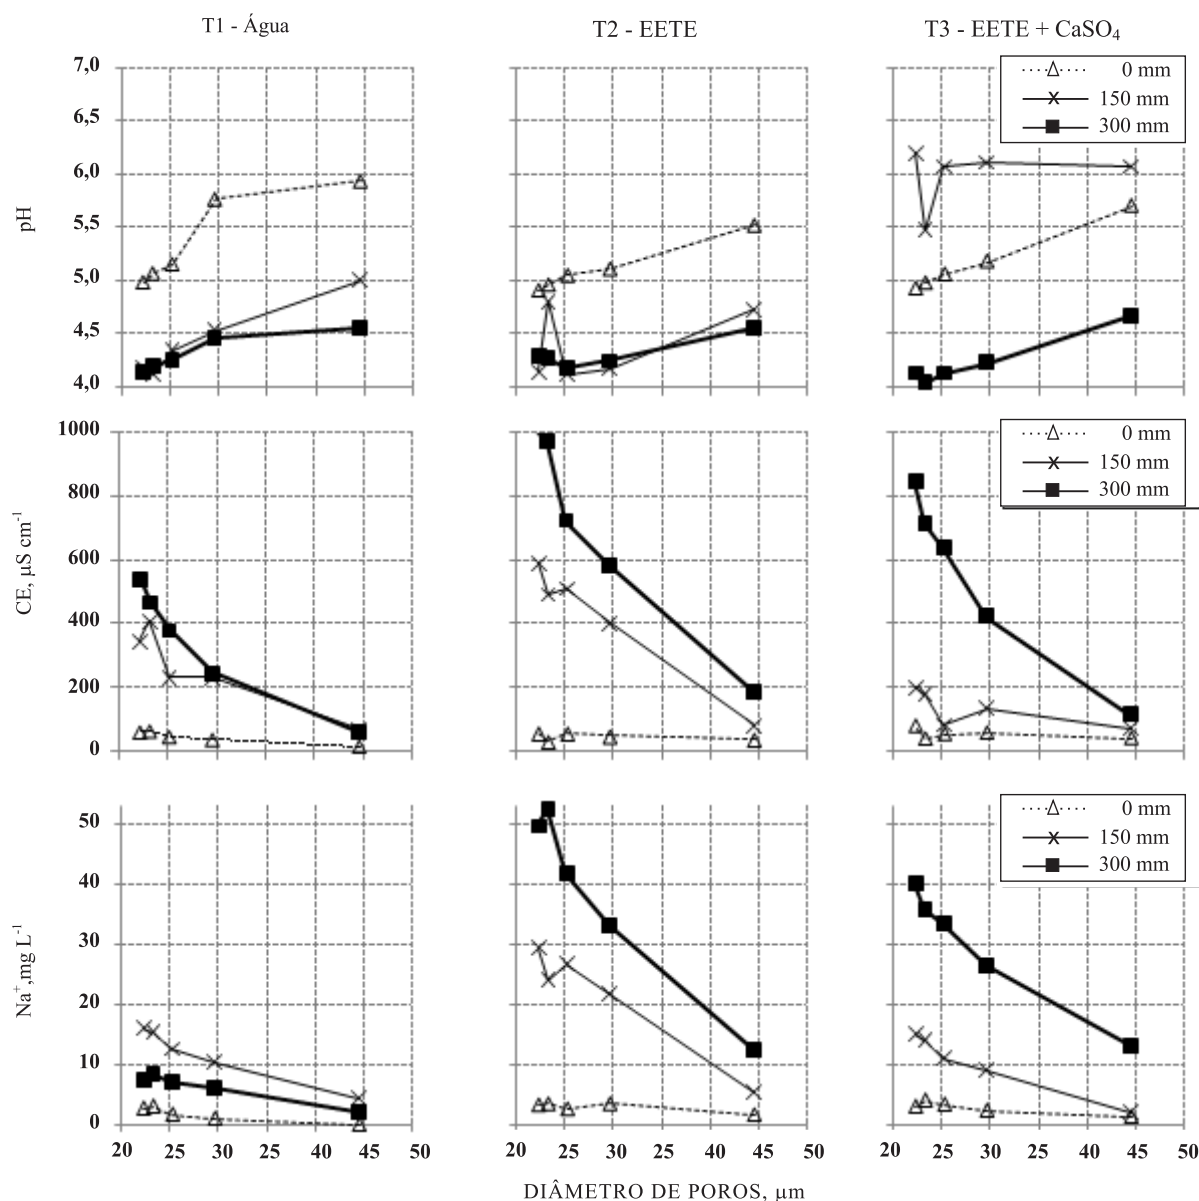 T1 - Água T2 - EETE T3 - EETE + CaSO₄
7,0
6,5
6,0
5,5
5,0
4,5
4,0
pH
0 mm
150 mm
300 mm
1000
800
600
400
200
0
CE, µS cm⁻¹
0 mm
150 mm
300 mm
50
40
30
20
10
0
Na⁺,mg L⁻¹
0 mm
150 mm
300 mm
20 25 30 35 40 45 50 20 25 30 35 40 45 50 20 25 30 35 40 45 50
DIÂMETRO DE POROS, µm